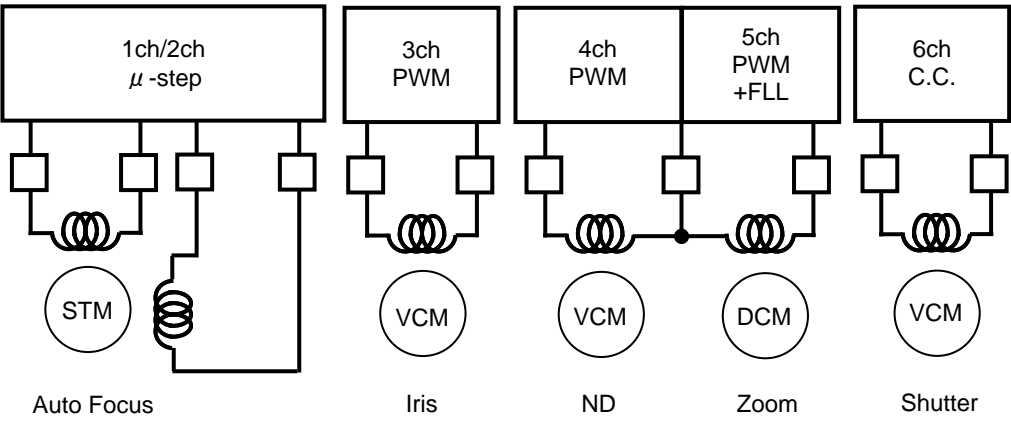 1ch/2ch
μ-step
3ch
PWM
4ch
PWM
5ch
PWM
+FLL
6ch
C.C.
STM
VCM
VCM
DCM
VCM
Auto Focus
Iris
ND
Zoom
Shutter